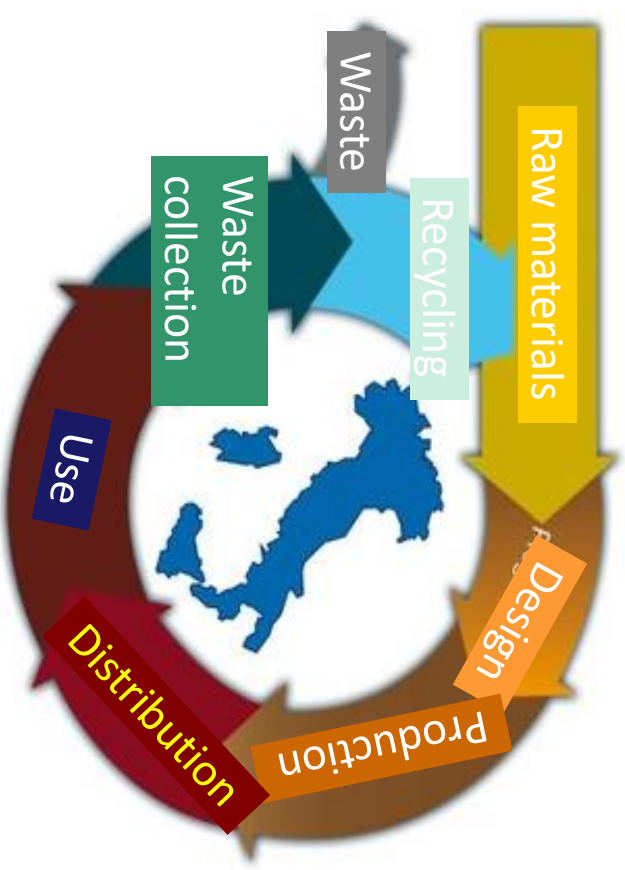 Raw materials
Design
Production
Distribution
Use
Waste
collection
Recycling
Waste